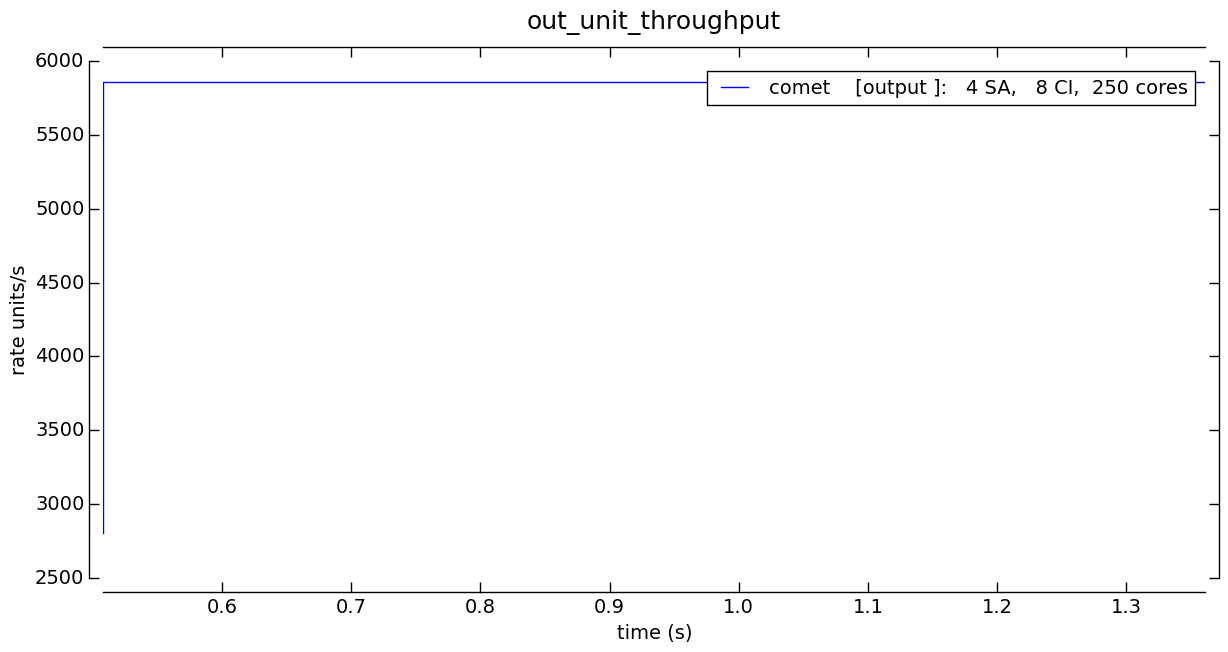 out_unit_throughput
6000
5500
5000
4500
4000
3500
3000
2500
rate units/s
comet    [output ]:   4 SA,   8 CI,  250 cores
0.6 0.7 0.8 0.9 1.0 1.1 1.2 1.3
time (s)